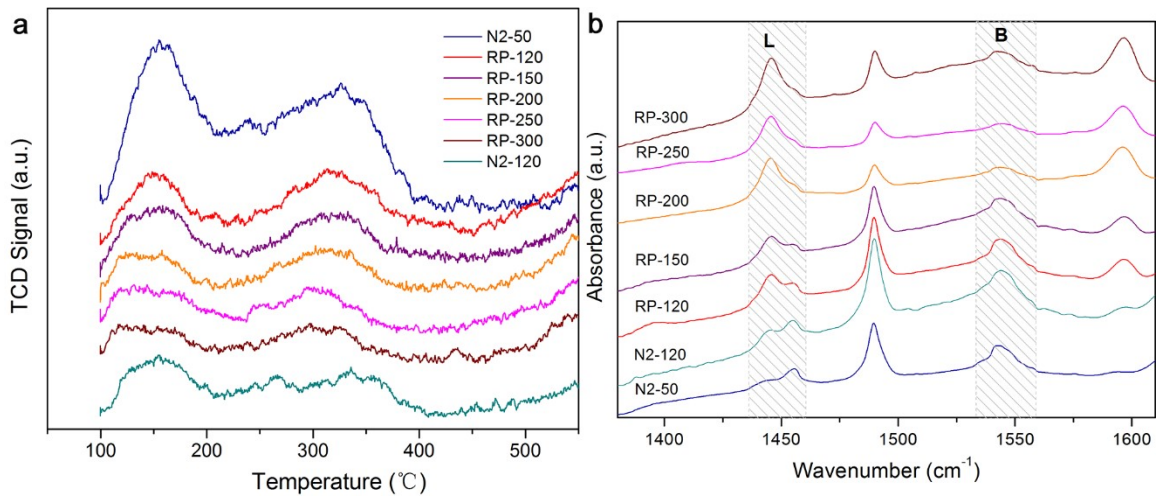 a
N2-50
RP-120
RP-150
RP-200
RP-250
RP-300
N2-120
TCD Signal (a.u.)
100 200 300 400 500
Temperature (℃)
b
L
B
RP-300
RP-250
RP-200
RP-150
RP-120
N2-120
N2-50
Absorbance (a.u.)
1400 1450 1500 1550 1600
Wavenumber (cm⁻¹)